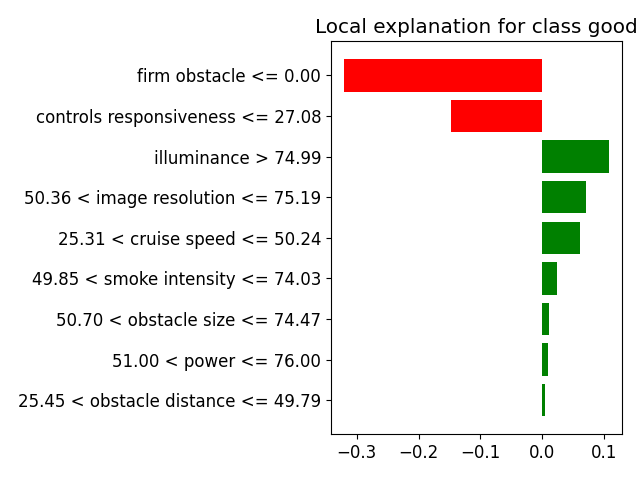 Local explanation for class good
firm obstacle <= 0.00
controls responsiveness <= 27.08
illuminance > 74.99
50.36 < image resolution <= 75.19
25.31 < cruise speed <= 50.24
49.85 < smoke intensity <= 74.03
50.70 < obstacle size <= 74.47
51.00 < power <= 76.00
25.45 < obstacle distance <= 49.79
−0.3 −0.2 −0.1 0.0 0.1